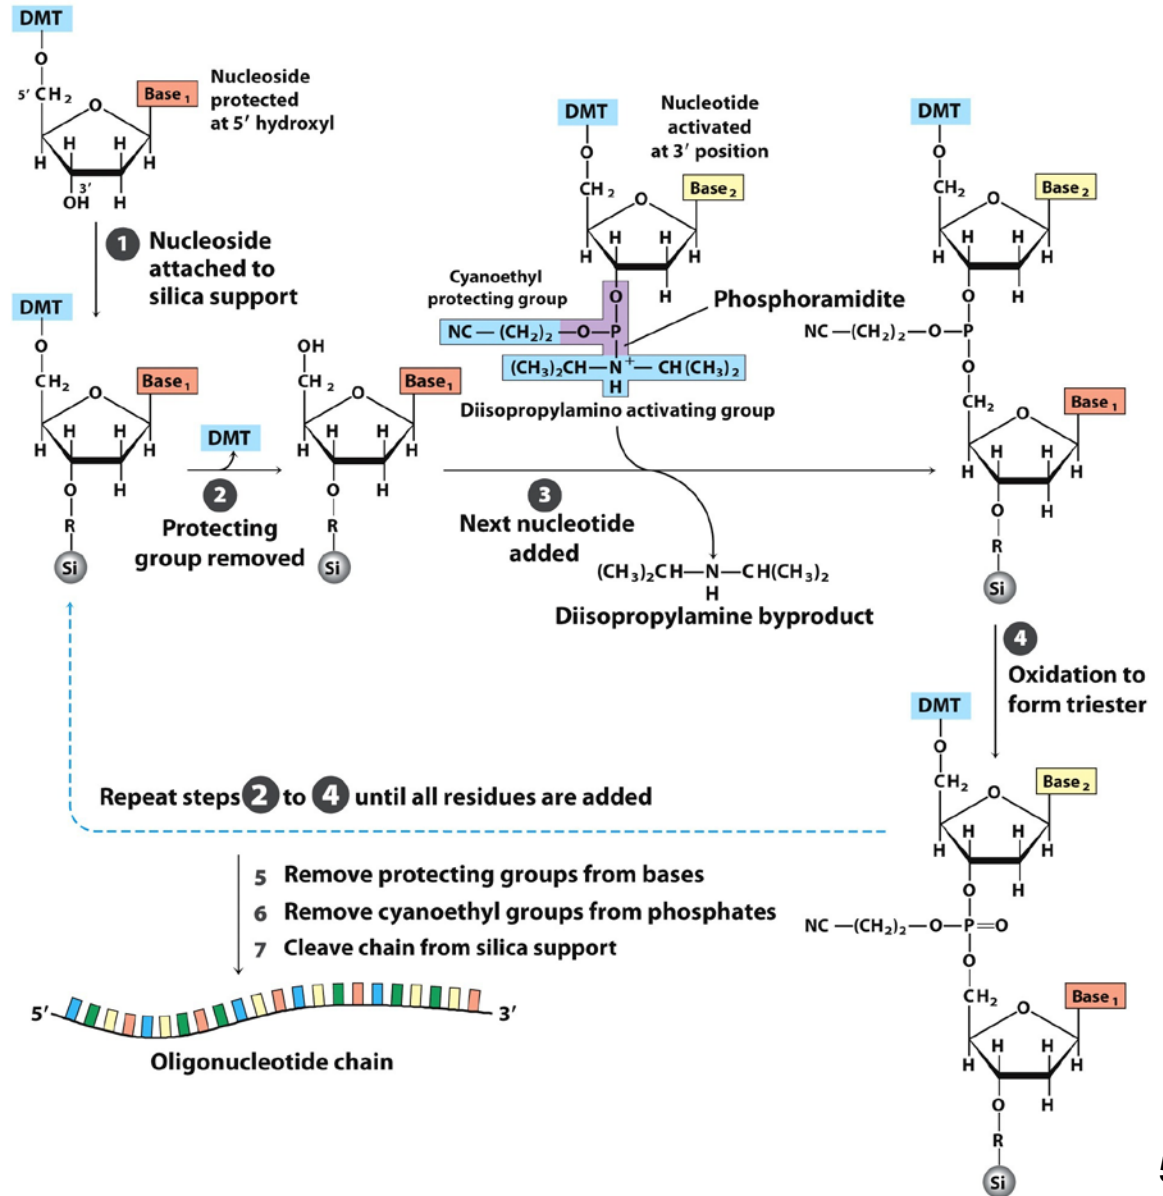 DMT
O
5′ CH2
O
Base1
Nucleoside
protected
at 5′ hydroxyl
H
H
H
H
3′
OH
H
1
Nucleoside
attached to
silica support
DMT
O
CH2
O
Base1
H
H
H
H
O
H
R
Si
DMT
2
Protecting
group removed
OH
CH2
O
Base1
H
H
H
H
O
H
R
Si
DMT
Nucleotide
activated
at 3′ position
O
CH2
O
Base2
H
H
H
H
Cyanoethyl
protecting group
O
H
Phosphoramidite
NC—(CH2)2—O—P
(CH3)2CH—N+—CH(CH3)2
H
Diisopropylamino activating group
3
Next nucleotide
added
(CH3)2CH—N—CH(CH3)2
H
Diisopropylamine byproduct
DMT
O
CH2
O
Base2
H
H
H
H
O
H
NC—(CH2)2—O—P
O
CH2
O
Base1
H
H
H
H
O
H
R
Si
4
Oxidation to
form triester
DMT
O
CH2
O
Base2
H
H
H
H
O
H
NC—(CH2)2—O—P=O
O
CH2
O
Base1
H
H
H
H
O
H
R
Si
Repeat steps 2 to 4 until all residues are added
5 Remove protecting groups from bases
6 Remove cyanoethyl groups from phosphates
7 Cleave chain from silica support
5′
3′
Oligonucleotide chain